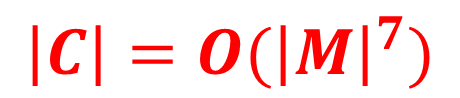 |C| = O(|M|⁷)